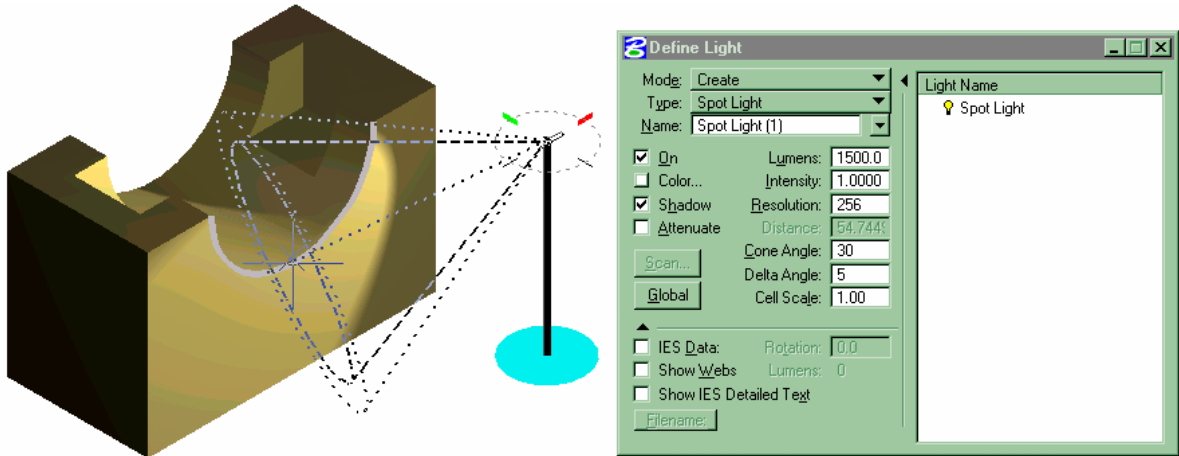 Define Light
Mode: Create
Type: Spot Light
Name: Spot Light (1)
On Lumens: 1500.0
Color... Intensity: 1.0000
Shadow Resolution: 256
Attenuate Distance: 54.7449
Cone Angle: 30
Scan...
Delta Angle: 5
Global Cell Scale: 1.00
IES Data: Rotation: 0.0
Show Webs Lumens: 0
Show IES Detailed Text
Filename:
Light Name
Spot Light